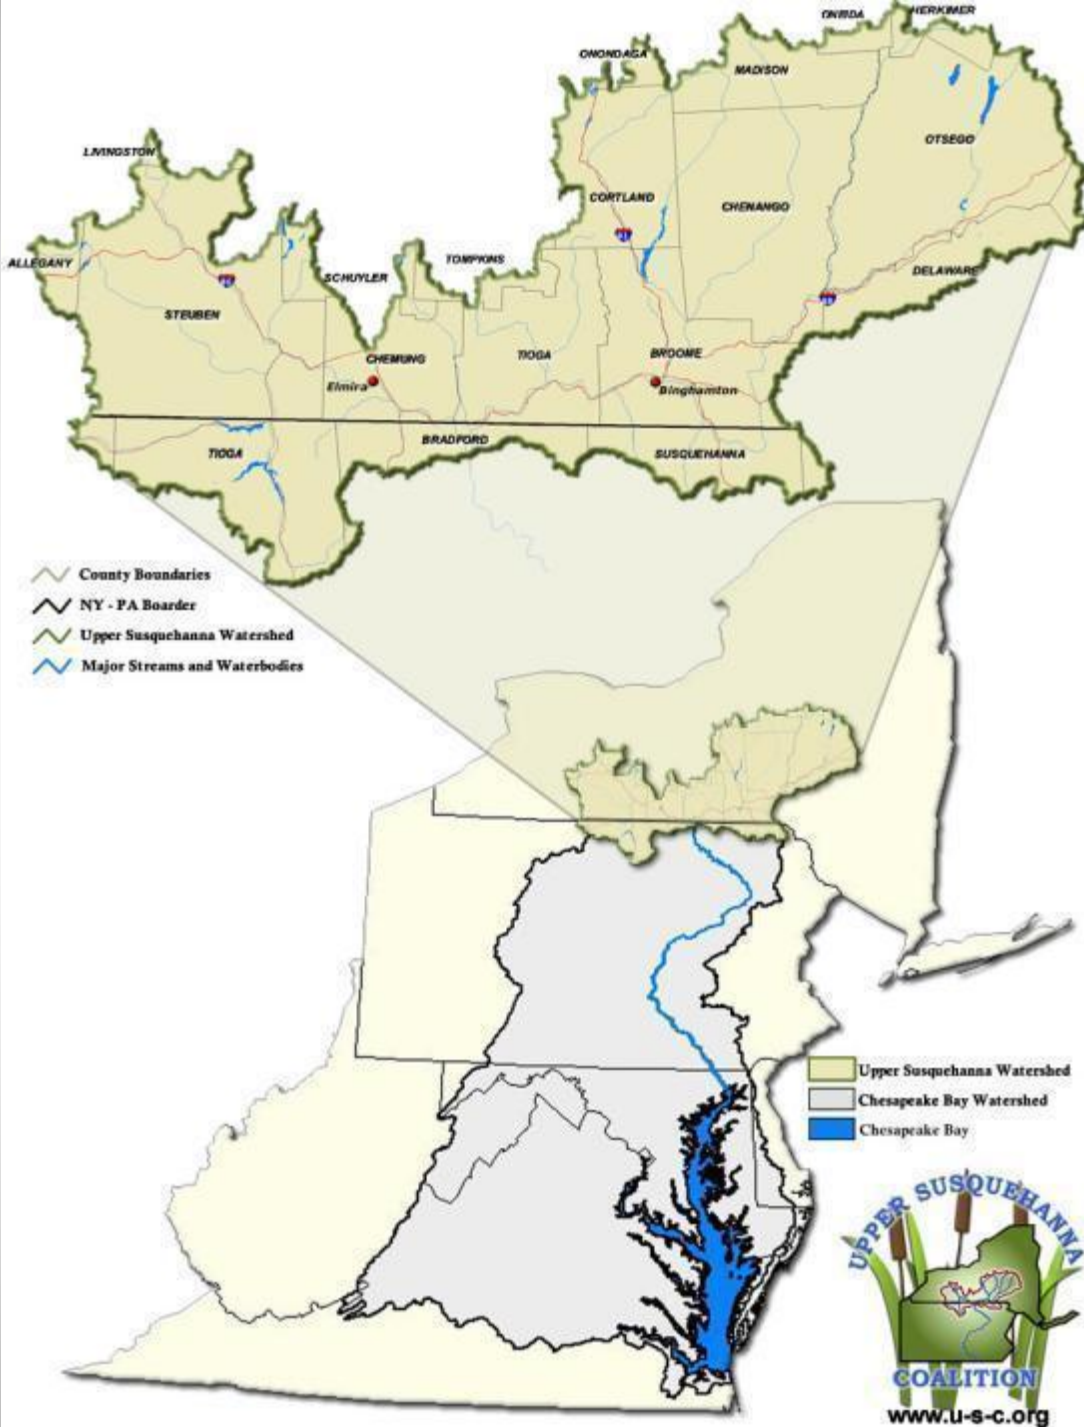 ONEIDA
HERKIMER
ONONDAGA
MADISON
OTSEGO
LIVINGSTON
CORTLAND
CHENANGO
81
ALLEGANY
TOMPKINS
DELAWARE
SCHUYLER
STEUBEN
CHEMUNG
TIOGA
BROOME
Elmira
Binghamton
BRADFORD
TIOGA
SUSQUEHANNA
County Boundaries
NY - PA Boarder
Upper Susquehanna Watershed
Major Streams and Waterbodies
Upper Susquehanna Watershed
Chesapeake Bay Watershed
Chesapeake Bay
UPPER SUSQUEHANNA
COALITION
www.u-s-c.org